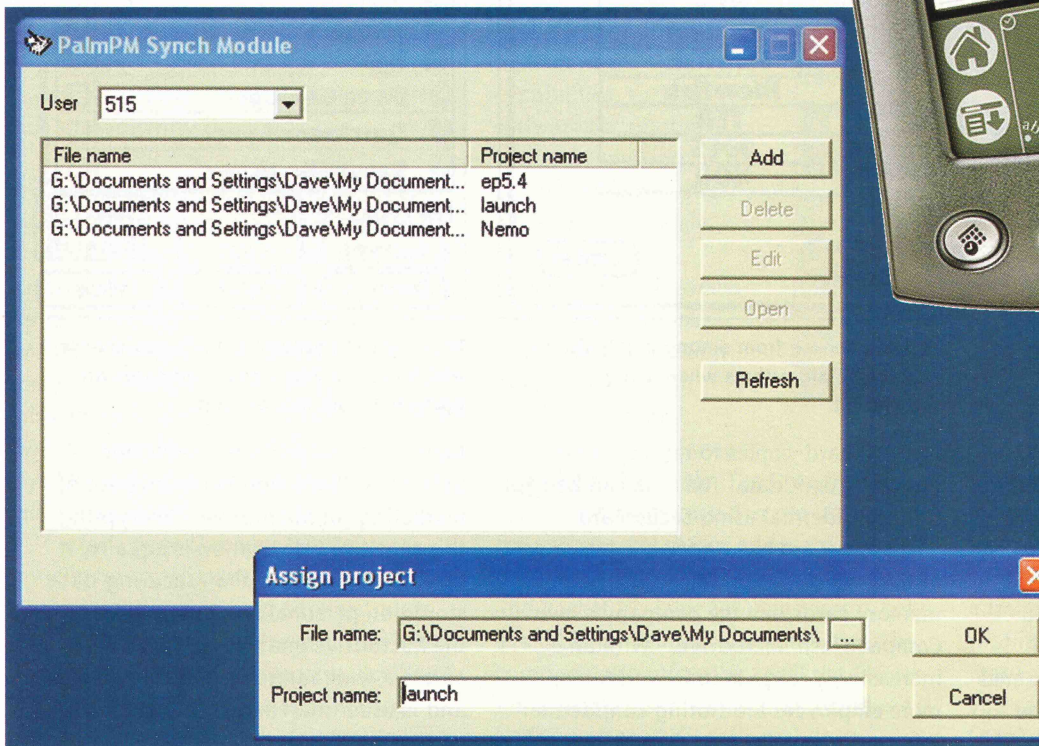 PalmPM Synch Module
User 515
File name Project name
G:\Documents and Settings\Dave\My Document... ep5.4
G:\Documents and Settings\Dave\My Document... launch
G:\Documents and Settings\Dave\My Document... Nemo
Add
Delete
Edit
Open
Refresh
Assign project
File name: G:\Documents and Settings\Dave\My Documents\ ...
OK
Project name: launch
Cancel